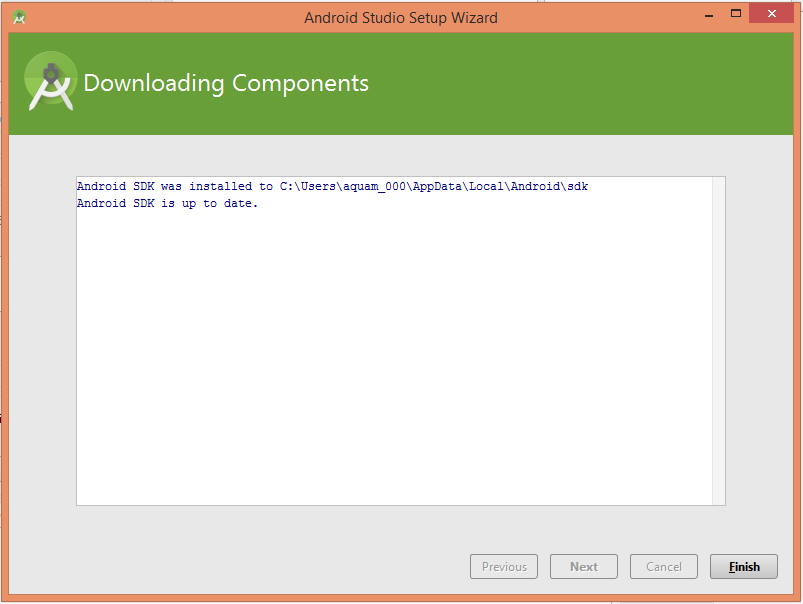 Android Studio Setup Wizard
Downloading Components
Android SDK was installed to C:\Users\aquam_000\AppData\Local\Android\sdk
Android SDK is up to date.
Previous
Next
Cancel
Finish